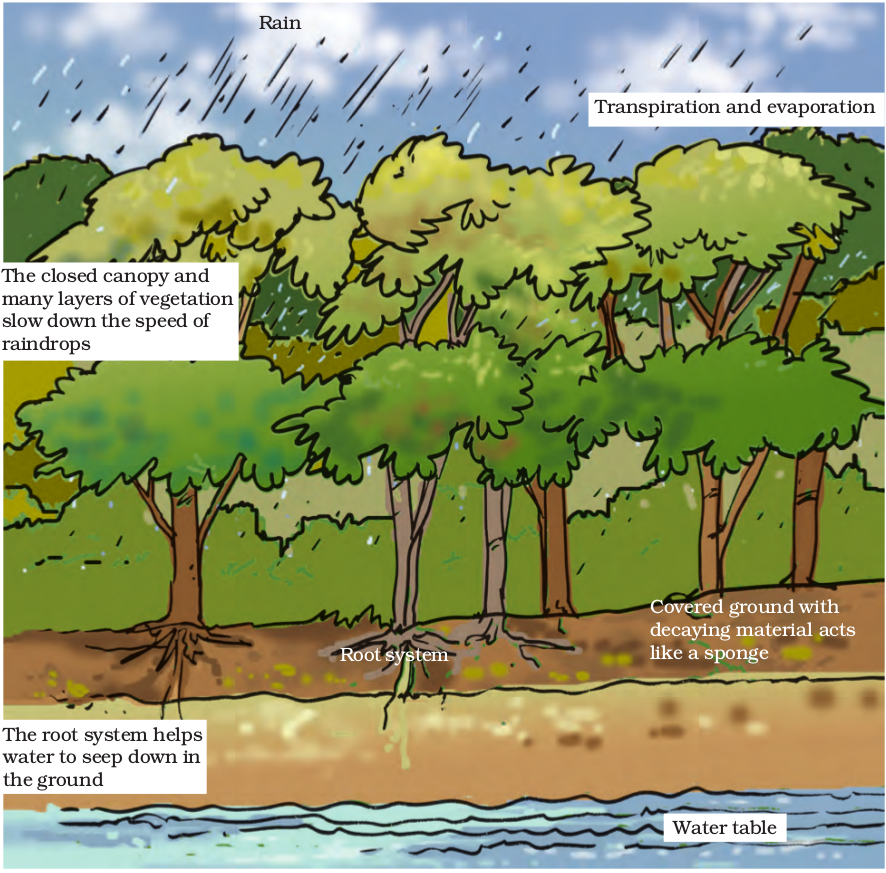 Rain
Transpiration and evaporation
The closed canopy and
many layers of vegetation
slow down the speed of
raindrops
Covered ground with
decaying material acts
like a sponge
Root system
The root system helps
water to seep down in
the ground
Water table